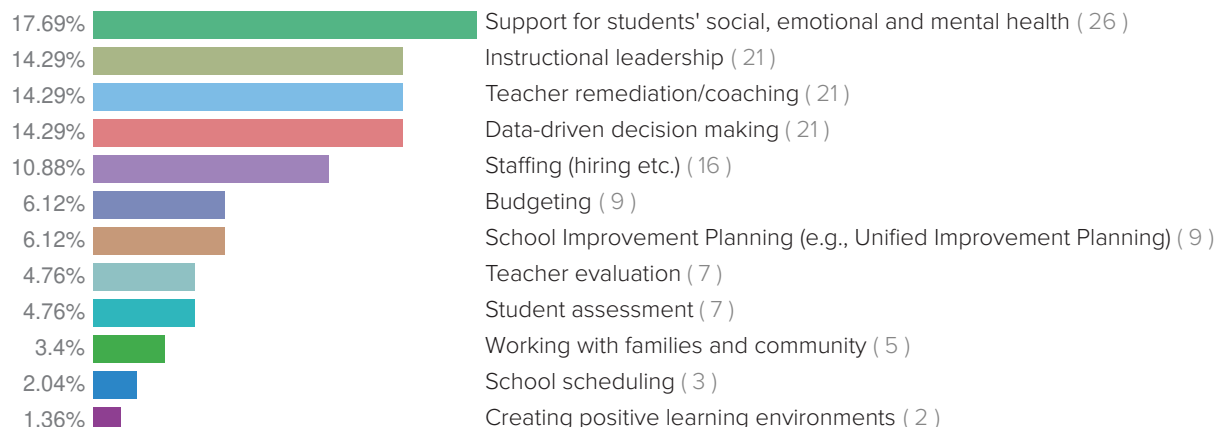 17.69% Support for students' social, emotional and mental health ( 26 )
14.29% Instructional leadership ( 21 )
14.29% Teacher remediation/coaching ( 21 )
14.29% Data-driven decision making ( 21 )
10.88% Staffing (hiring etc.) ( 16 )
6.12% Budgeting ( 9 )
6.12% School Improvement Planning (e.g., Unified Improvement Planning) ( 9 )
4.76% Teacher evaluation ( 7 )
4.76% Student assessment ( 7 )
3.4% Working with families and community ( 5 )
2.04% School scheduling ( 3 )
1.36% Creating positive learning environments ( 2 )